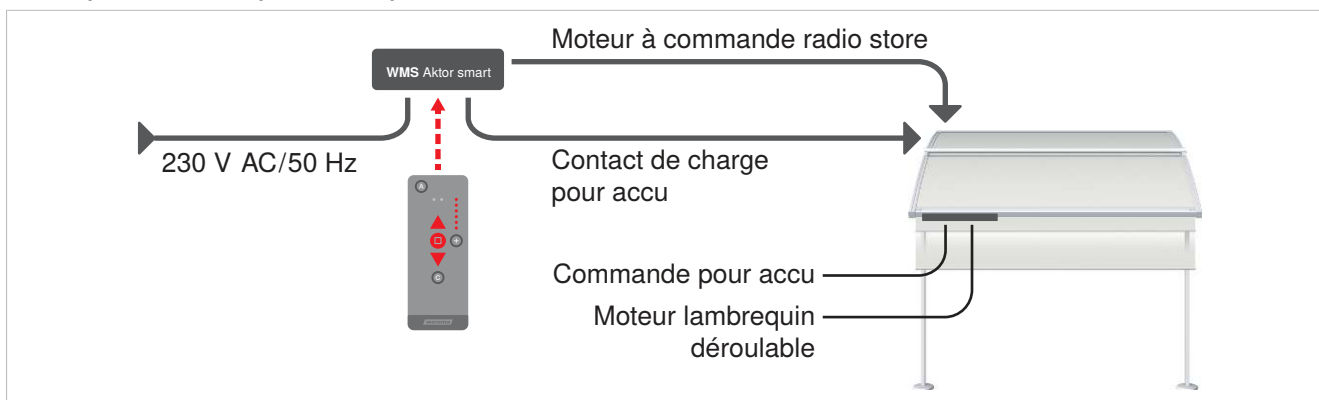 Moteur à commande radio store
WMS Aktor smart
230 V AC/50 Hz
Contact de charge
pour accu
A
+
C
Commande pour accu
Moteur lambrequin
déroulable